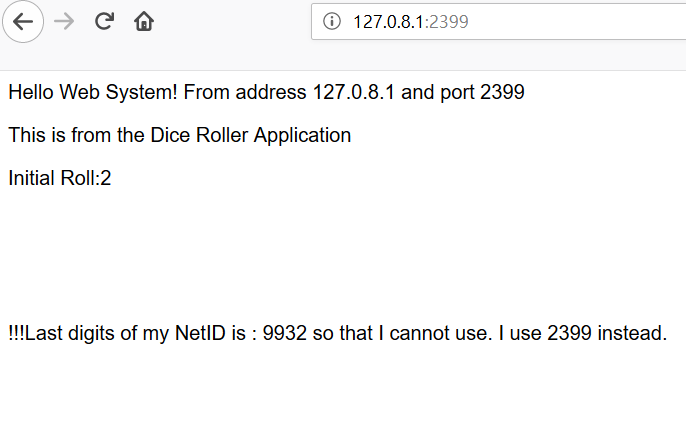 127.0.8.1:2399
Hello Web System! From address 127.0.8.1 and port 2399
This is from the Dice Roller Application
Initial Roll:2
!!!Last digits of my NetID is : 9932 so that I cannot use. I use 2399 instead.